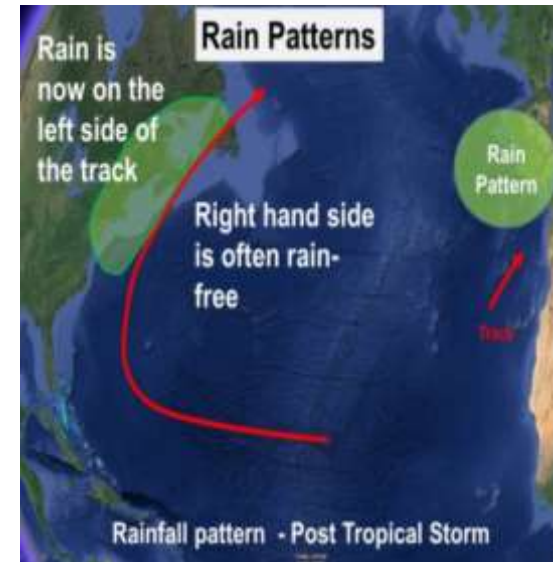 Rain Patterns
Rain is
now on the
left side of
the track
Right hand side
is often rain-
free
Rain
Pattern
Track
Rainfall pattern - Post Tropical Storm